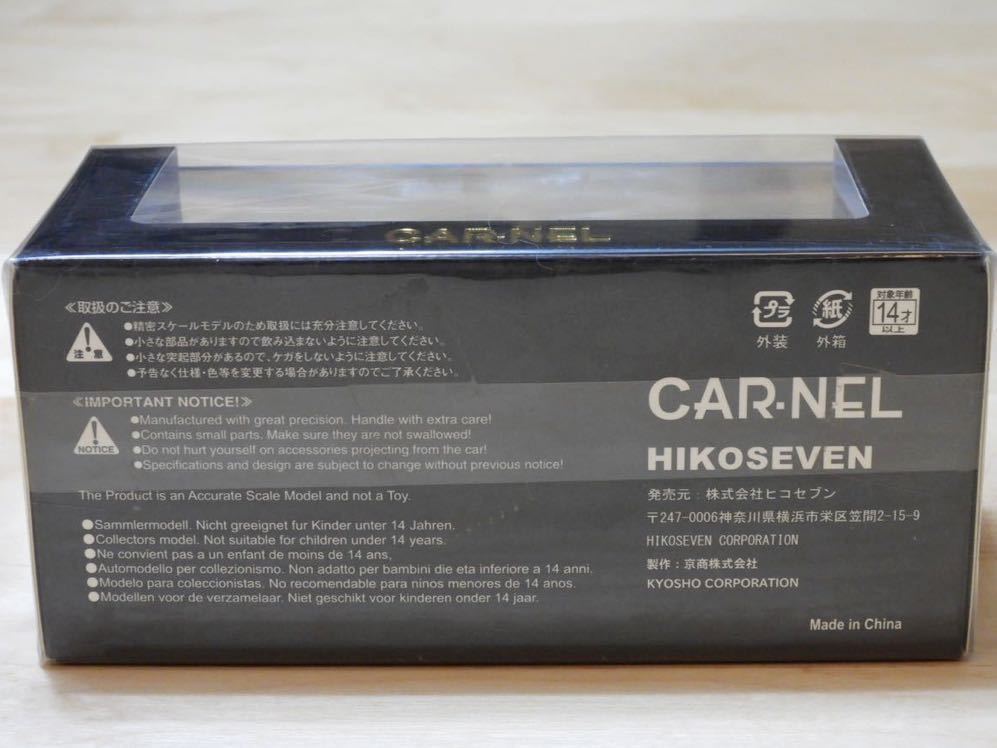 CAR·NEL
≪取扱のご注意≫
注意
●精密スケールモデルのため取扱には充分注意してください。
●小さな部品がありますので飲み込まないように注意してください。
●小さな突起部分があるので、ケガをしないように注意してください。
●予告なく仕様・色等を変更する場合がありますのでご了承ください。
≪IMPORTANT NOTICE!≫
NOTICE
●Manufactured with great precision. Handle with extra care!
●Contains small parts. Make sure they are not swallowed!
●Do not hurt yourself on accessories projecting from the car!
●Specifications and design are subject to change without previous notice!
The Product is an Accurate Scale Model and not a Toy.
●Sammlermodell. Nicht greeignet fur Kinder unter 14 Jahren.
●Collectors model. Not suitable for children under 14 years.
●Ne convient pas a un enfant de moins de 14 ans,
●Automodello per collezionismo. Non adatto per bambini die eta inferiore a 14 anni.
●Modelo para coleccionistas. No recomendable para ninos menores de 14 anos.
●Modellen voor de verzamelaar. Niet geschikt voor kinderen onder 14 jaar.
プラ
外装
紙
外箱
対象年齢
14才
以上
CAR·NEL
HIKOSEVEN
発売元：株式会社ヒコセブン
〒247-0006神奈川県横浜市栄区笠間2-15-9
HIKOSEVEN CORPORATION
製作：京商株式会社
KYOSHO CORPORATION
Made in China